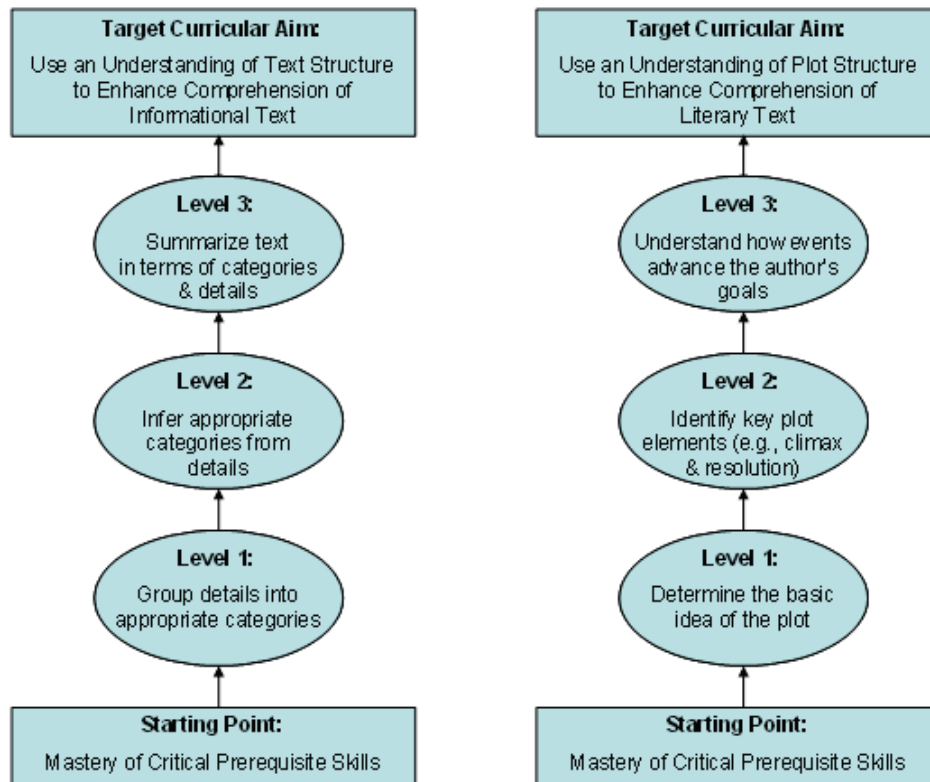 Target Curricular Aim:
Use an Understanding of Text Structure
to Enhance Comprehension of
Informational Text
Level 3:
Summarize text
in terms of categories
& details
Level 2:
Infer appropriate
categories from
details
Level 1:
Group details into
appropriate categories
Starting Point:
Mastery of Critical Prerequisite Skills
Target Curricular Aim:
Use an Understanding of Plot Structure
to Enhance Comprehension of
Literary Text
Level 3:
Understand how events
advance the author's
goals
Level 2:
Identify key plot
elements (e.g., climax
& resolution)
Level 1:
Determine the basic
idea of the plot
Starting Point:
Mastery of Critical Prerequisite Skills